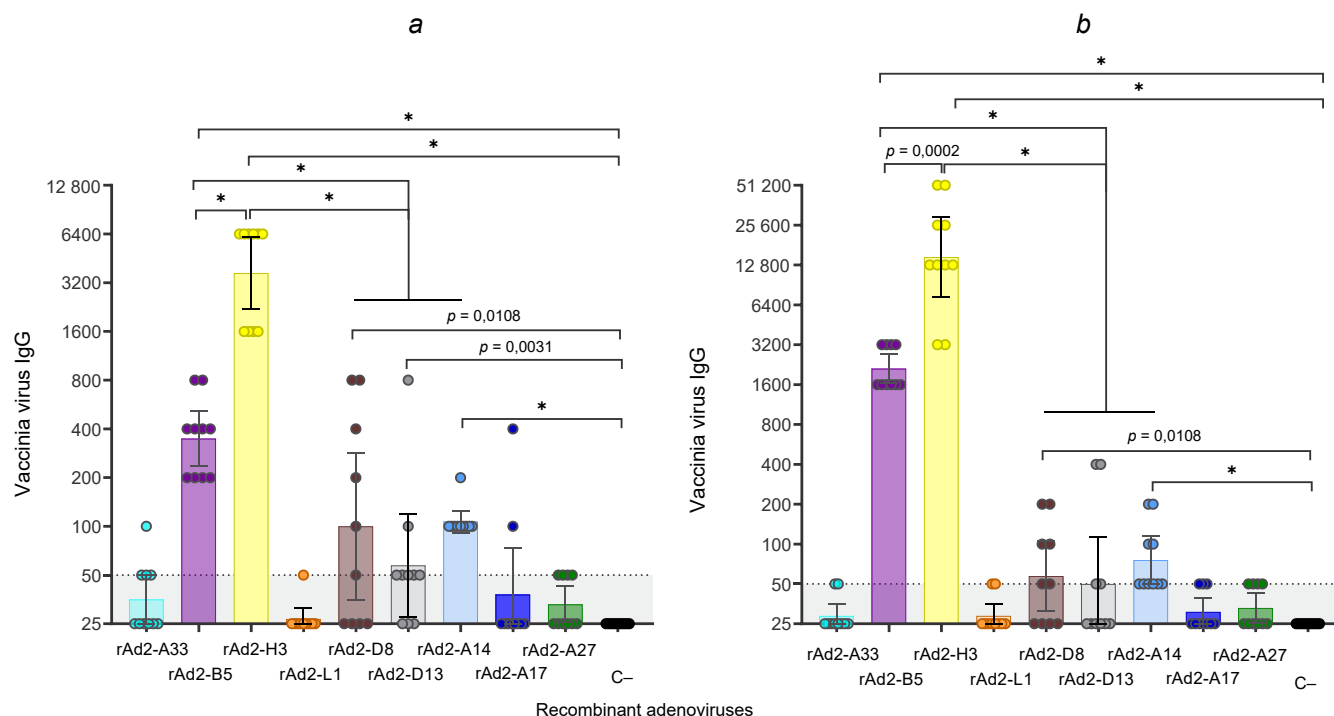 a
*
*
*
* *
12 800
6400
3200
1600
800
400
200
100
50
25
Vaccinia virus IgG
p = 0,0108
p = 0,0031
*
rAd2-A33 rAd2-H3 rAd2-D8 rAd2-A14 rAd2-A27
rAd2-B5 rAd2-L1 rAd2-D13 rAd2-A17 C–
b
*
*
*
p = 0,0002 *
51 200
25 600
12 800
6400
3200
1600
800
400
200
100
50
25
Vaccinia virus IgG
p = 0,0108
*
rAd2-A33 rAd2-H3 rAd2-D8 rAd2-A14 rAd2-A27
rAd2-B5 rAd2-L1 rAd2-D13 rAd2-A17 C–
Recombinant adenoviruses